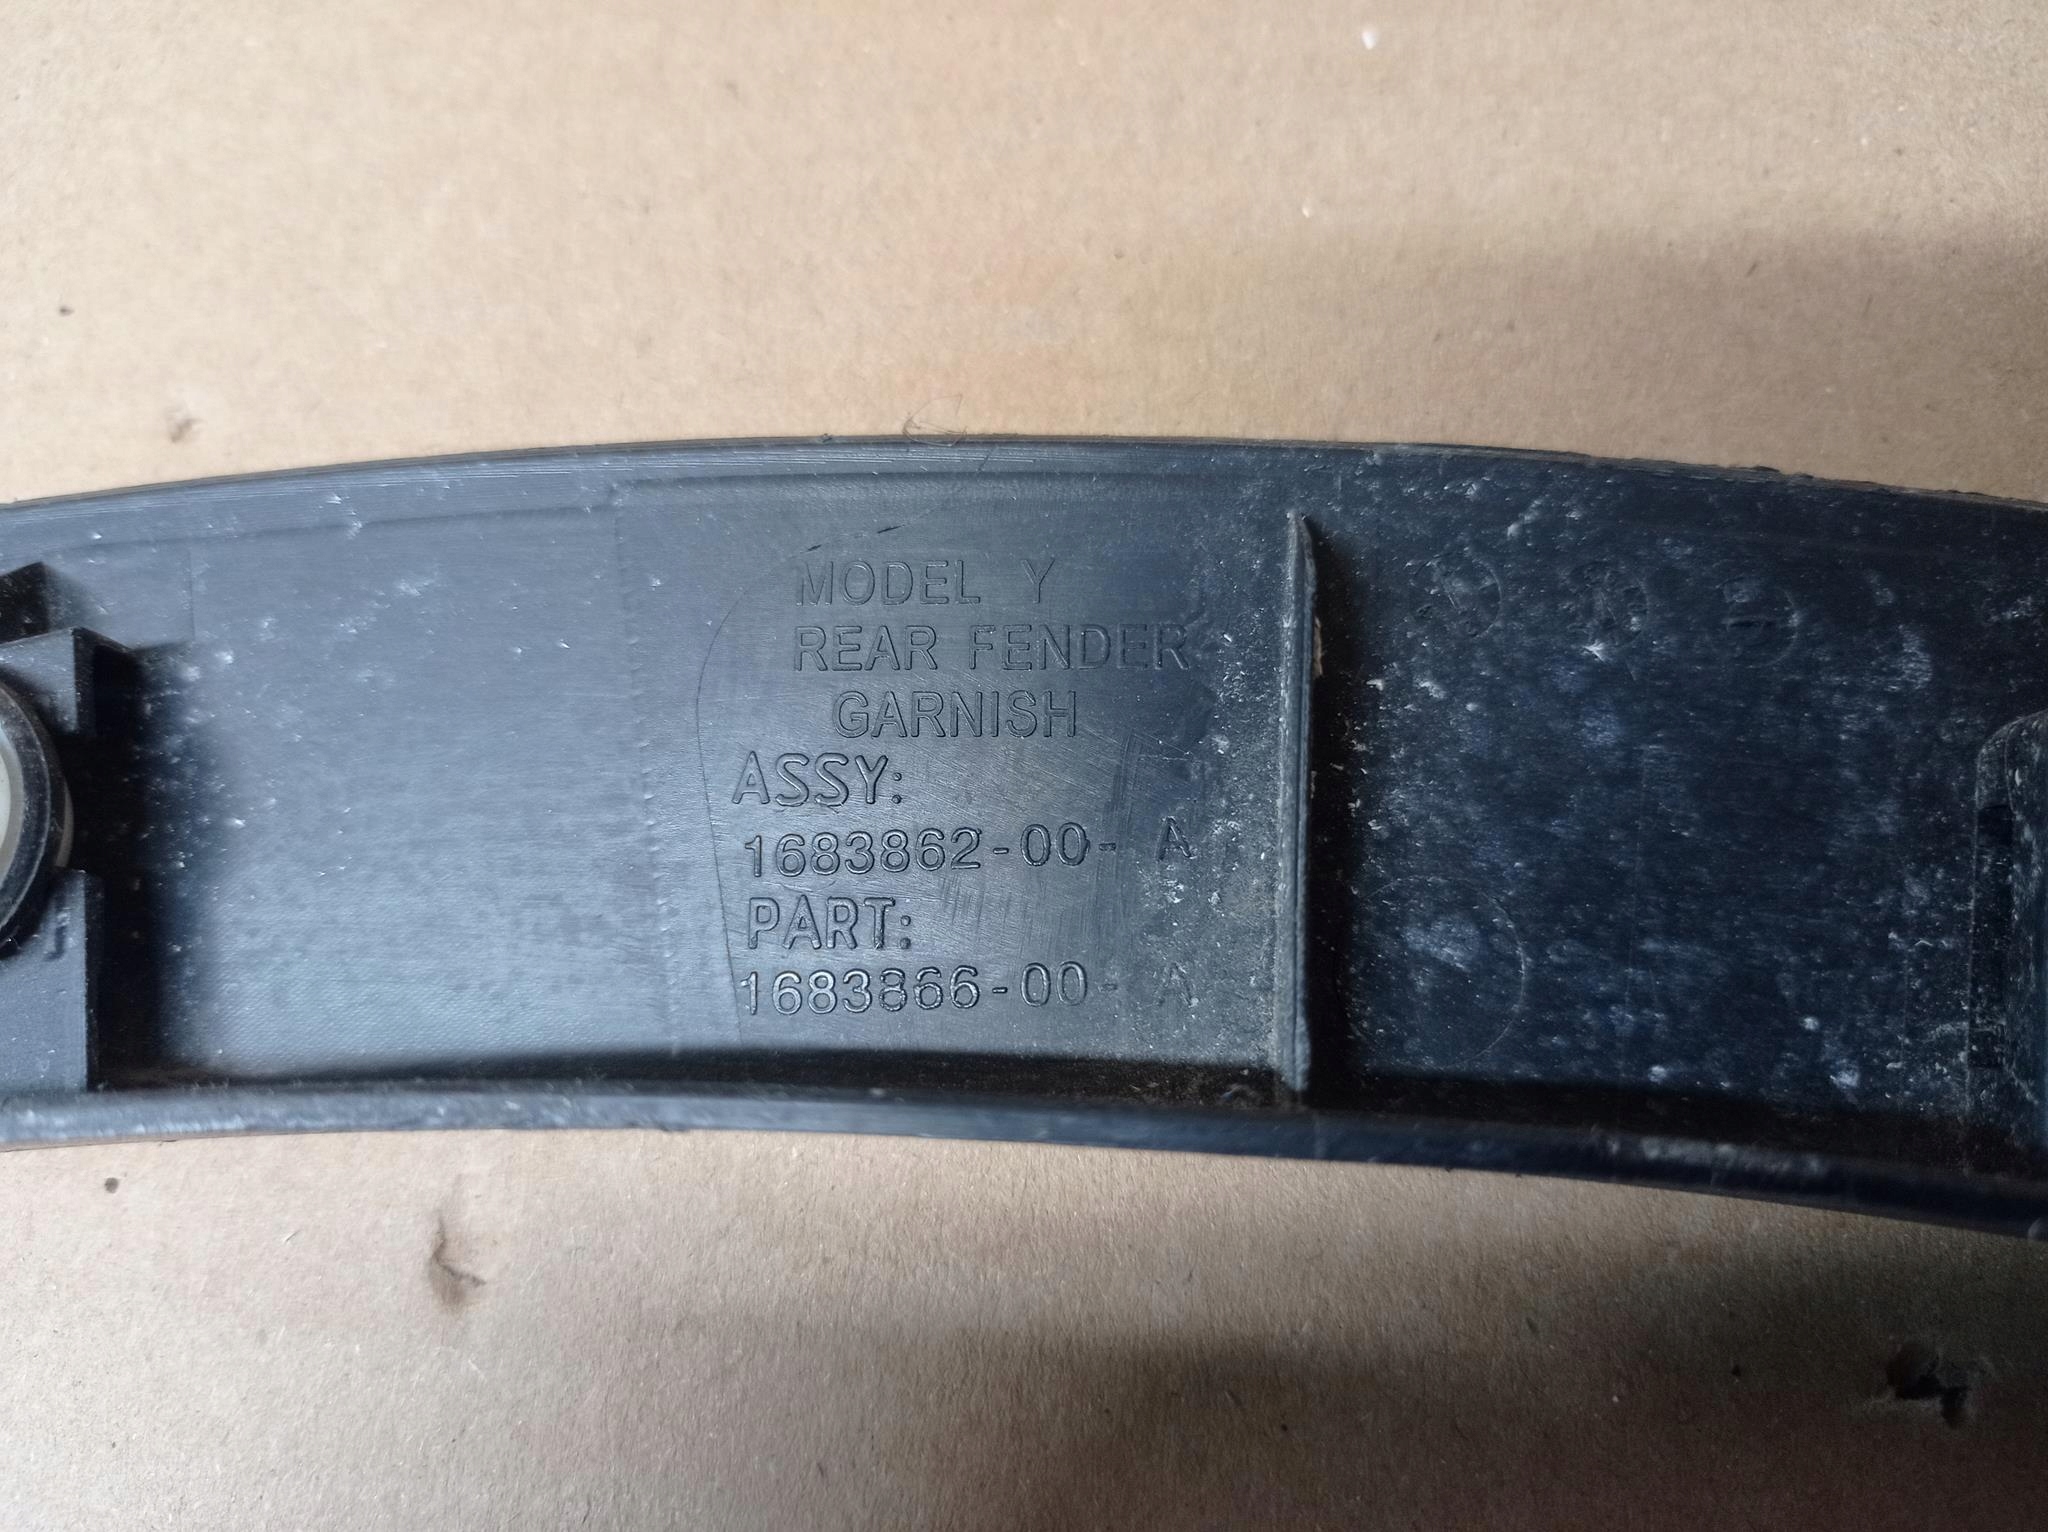 MODEL Y
REAR FENDER
GARNISH
ASSY:
1683862-00- A
PART:
1683866-00- A